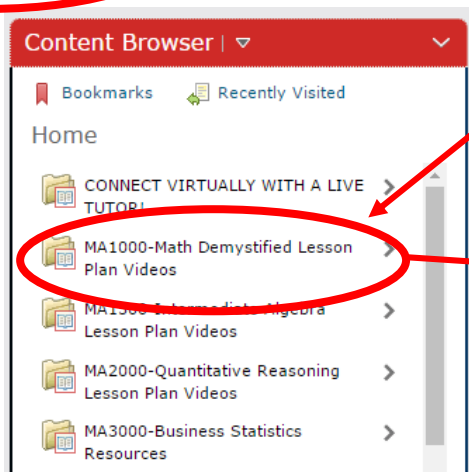 Content Browser |
Bookmarks Recently Visited
Home
CONNECT VIRTUALLY WITH A LIVE
TUTOR!
MA1000-Math Demystified Lesson
Plan Videos
MA1300-Intermediate Algebra
Lesson Plan Videos
MA2000-Quantitative Reasoning
Lesson Plan Videos
MA3000-Business Statistics
Resources